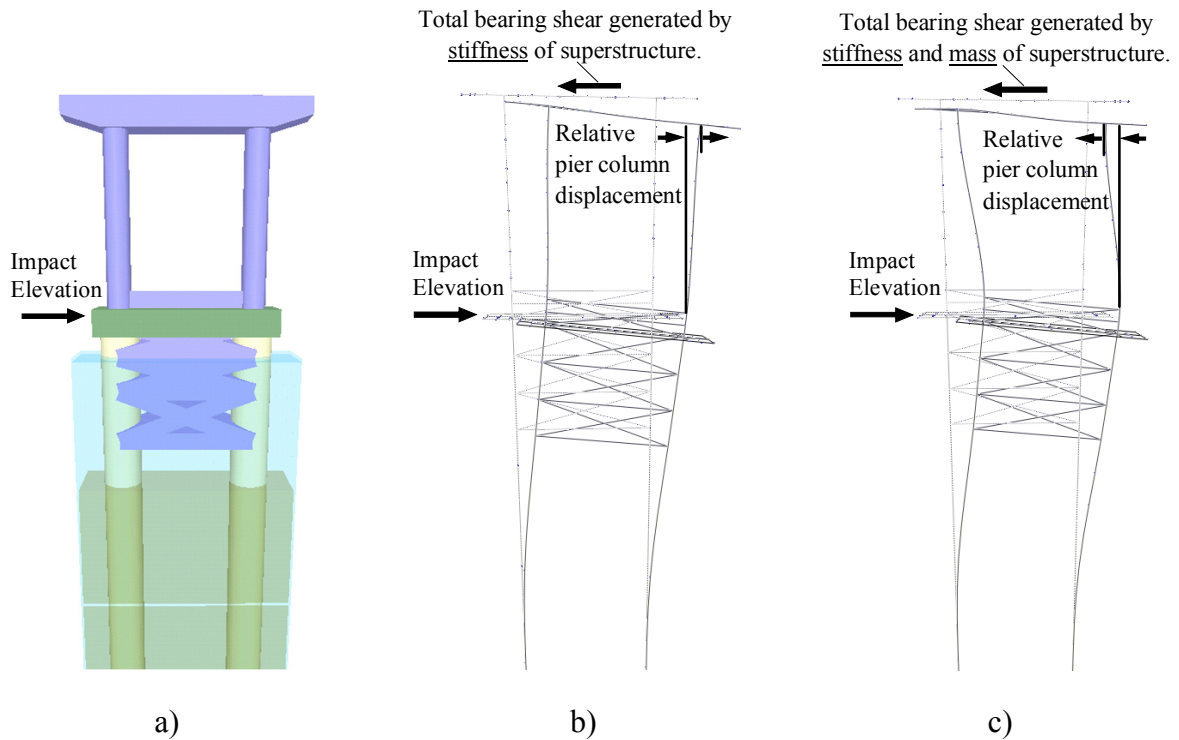 Total bearing shear generated by
stiffness of superstructure.
Total bearing shear generated by
stiffness and mass of superstructure.
Relative
pier column
displacement
Relative
pier column
displacement
Impact
Elevation
Impact
Elevation
Impact
Elevation
a)
b)
c)